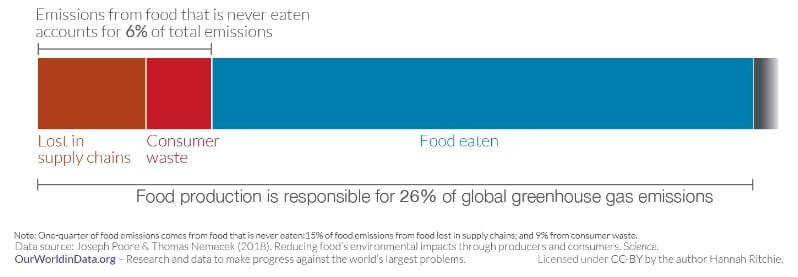 Emissions from food that is never eaten
accounts for 6% of total emissions
Lost in
supply chains
Consumer
waste
Food eaten
Food production is responsible for 26% of global greenhouse gas emissions
Note: One-quarter of food emissions comes from food that is never eaten:15% of food emissions from food lost in supply chains; and 9% from consumer waste.
Data source: Joseph Poore & Thomas Nemecek (2018). Reducing food's environmental impacts through producers and consumers. Science.
OurWorldinData.org – Research and data to make progress against the world's largest problems.
Licensed under CC-BY by the author Hannah Ritchie.